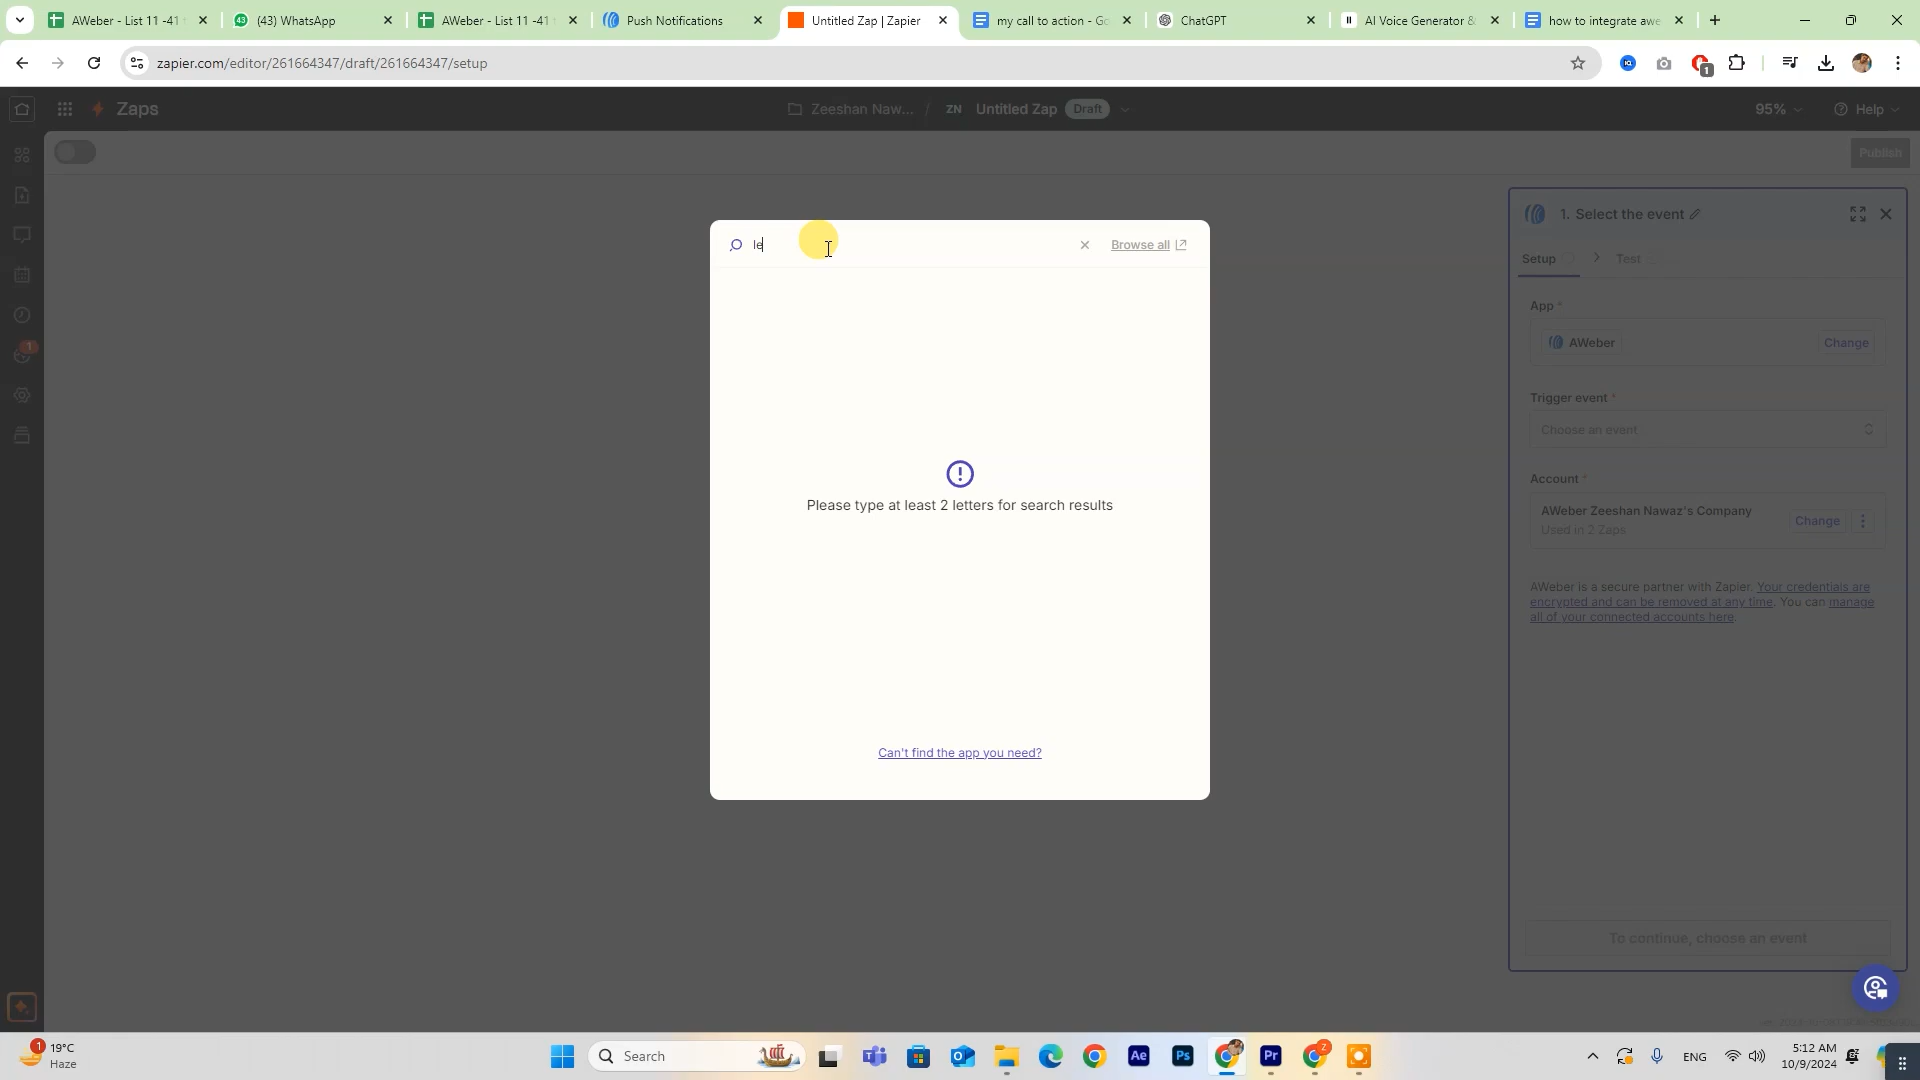 AWeber - List 11 -41
(43) WhatsApp
AWeber - List 11 -41
Push Notifications
Untitled Zap | Zapier
my call to action - Go
ChatGPT
AI Voice Generator &
how to integrate awe
zapier.com/editor/261664347/draft/261664347/setup
1
Zaps
Zeeshan Naw... / ZN Untitled Zap Draft
95%
Help
Publish
le
Browse all
1. Select the event
Setup
Test
App *
AWeber
Change
Trigger event *
Choose an event
1
Account *
AWeber Zeeshan Nawaz's Company
Used in 2 Zaps
Change
Please type at least 2 letters for search results
AWeber is a secure partner with Zapier. Your credentials are
encrypted and can be removed at any time. You can manage
all of your connected accounts here.
Can't find the app you need?
To continue, choose an event
1
19°C
Haze
Search
Ae
Ps
Pr
ENG
5:12 AM
10/9/2024